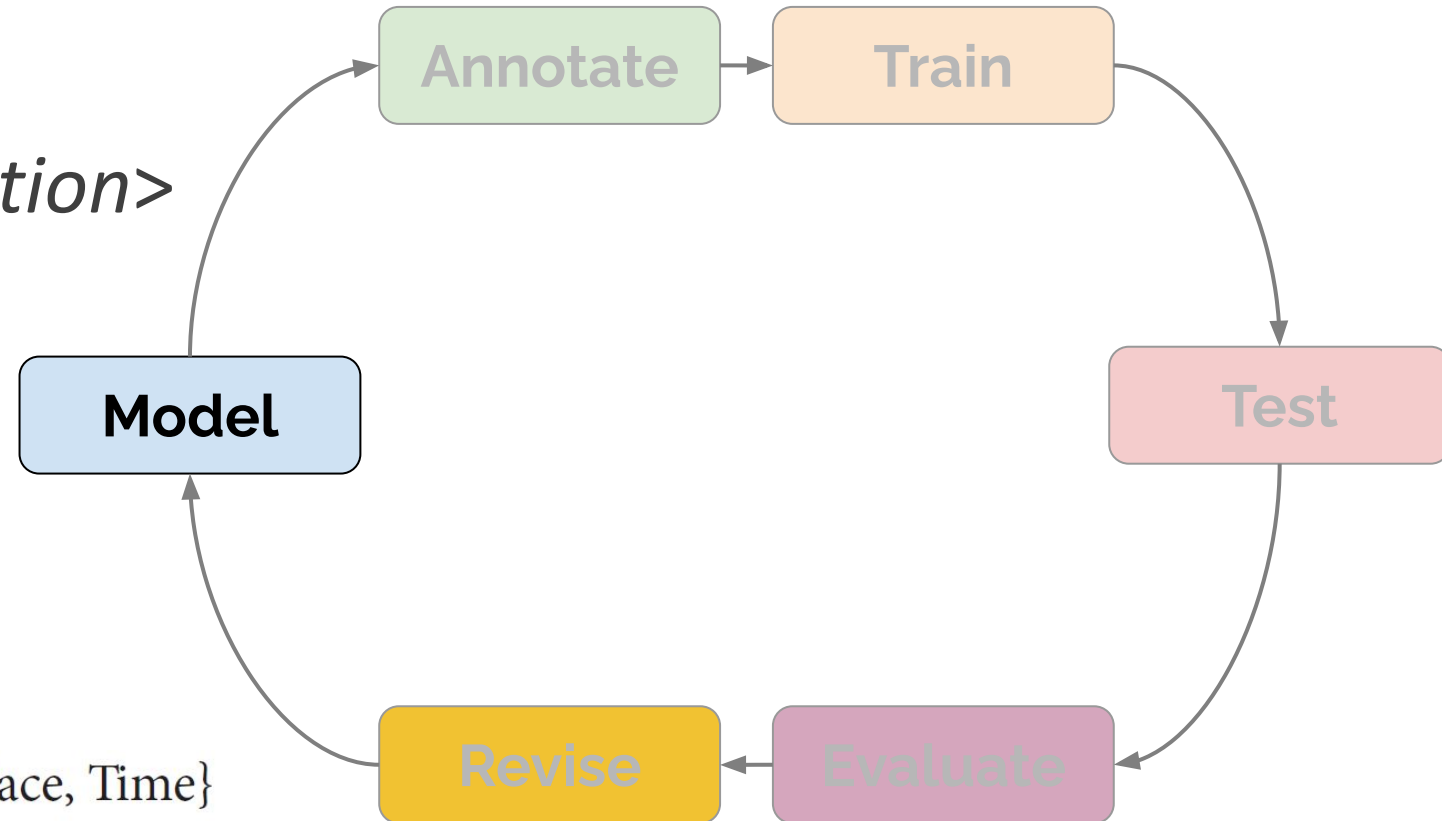 Annotate
Train
tion>
Model
Test
Revise
Evaluate
ace, Time}